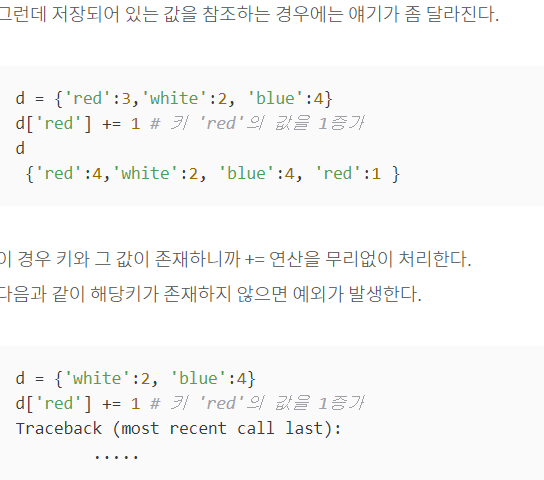 그런데 저장되어 있는 값을 참조하는 경우에는 얘기가 좀 달라진다.
d = {'red':3,'white':2, 'blue':4}
d['red'] += 1 # 키 'red'의 값을 1증가
d
{'red':4,'white':2, 'blue':4, 'red':1 }
이 경우 키와 그 값이 존재하니까 += 연산을 무리없이 처리한다.
다음과 같이 해당키가 존재하지 않으면 예외가 발생한다.
d = {'white':2, 'blue':4}
d['red'] += 1 # 키 'red'의 값을 1증가
Traceback (most recent call last):
.....